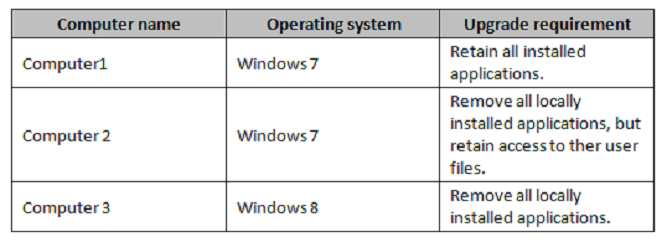 Computer name Operating system Upgrade requirement
Computer1 Windows 7 Retain all installed
applications.
Computer 2 Windows 7 Remove all locally
installed applications, but
retain access to ther user
files.
Computer 3 Windows 8 Remove all locally
installed applications.